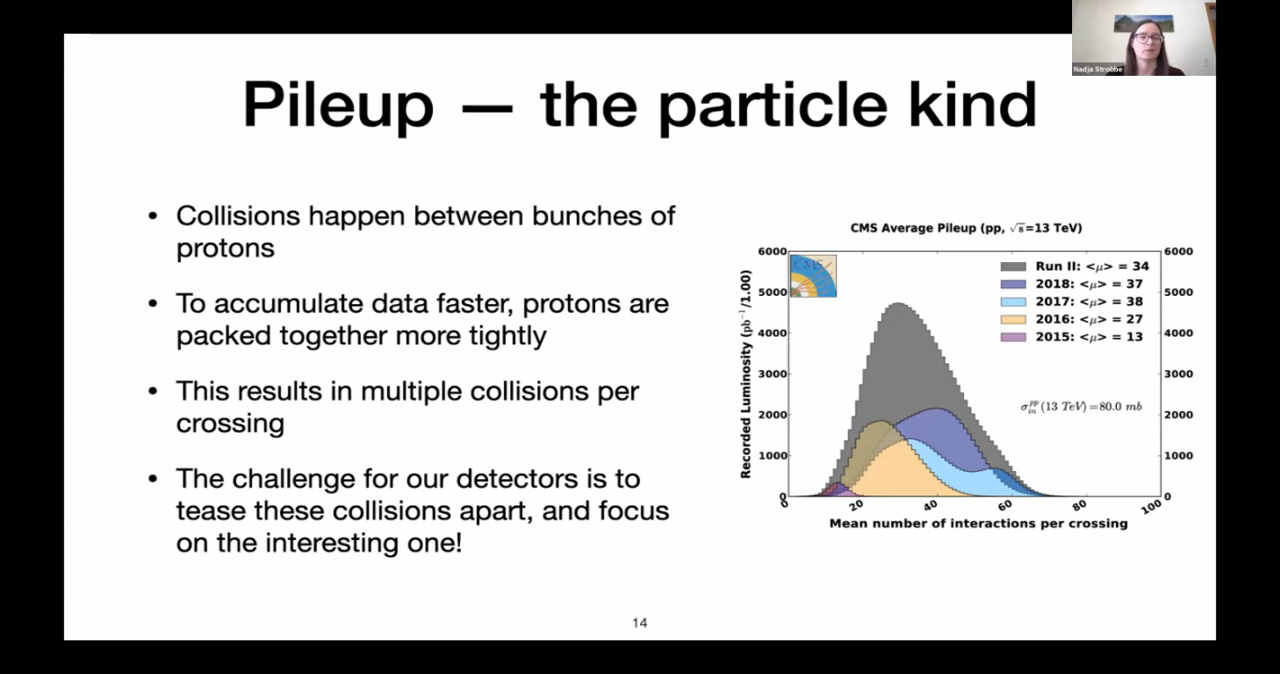 Nadja Strobbe
Pileup — the particle kind
• Collisions happen between bunches of
protons
• To accumulate data faster, protons are
packed together more tightly
• This results in multiple collisions per
crossing
• The challenge for our detectors is to
tease these collisions apart, and focus
on the interesting one!
CMS Average Pileup (pp, √s=13 TeV)
CMS
Run II: <μ> = 34
2018: <μ> = 37
2017: <μ> = 38
2016: <μ> = 27
2015: <μ> = 13
σ_in^pp(13 TeV)=80.0 mb
Recorded Luminosity (pb⁻¹/1.00)
6000
5000
4000
3000
2000
1000
0
6000
5000
4000
3000
2000
1000
0
0 20 40 60 80 100
Mean number of interactions per crossing
14